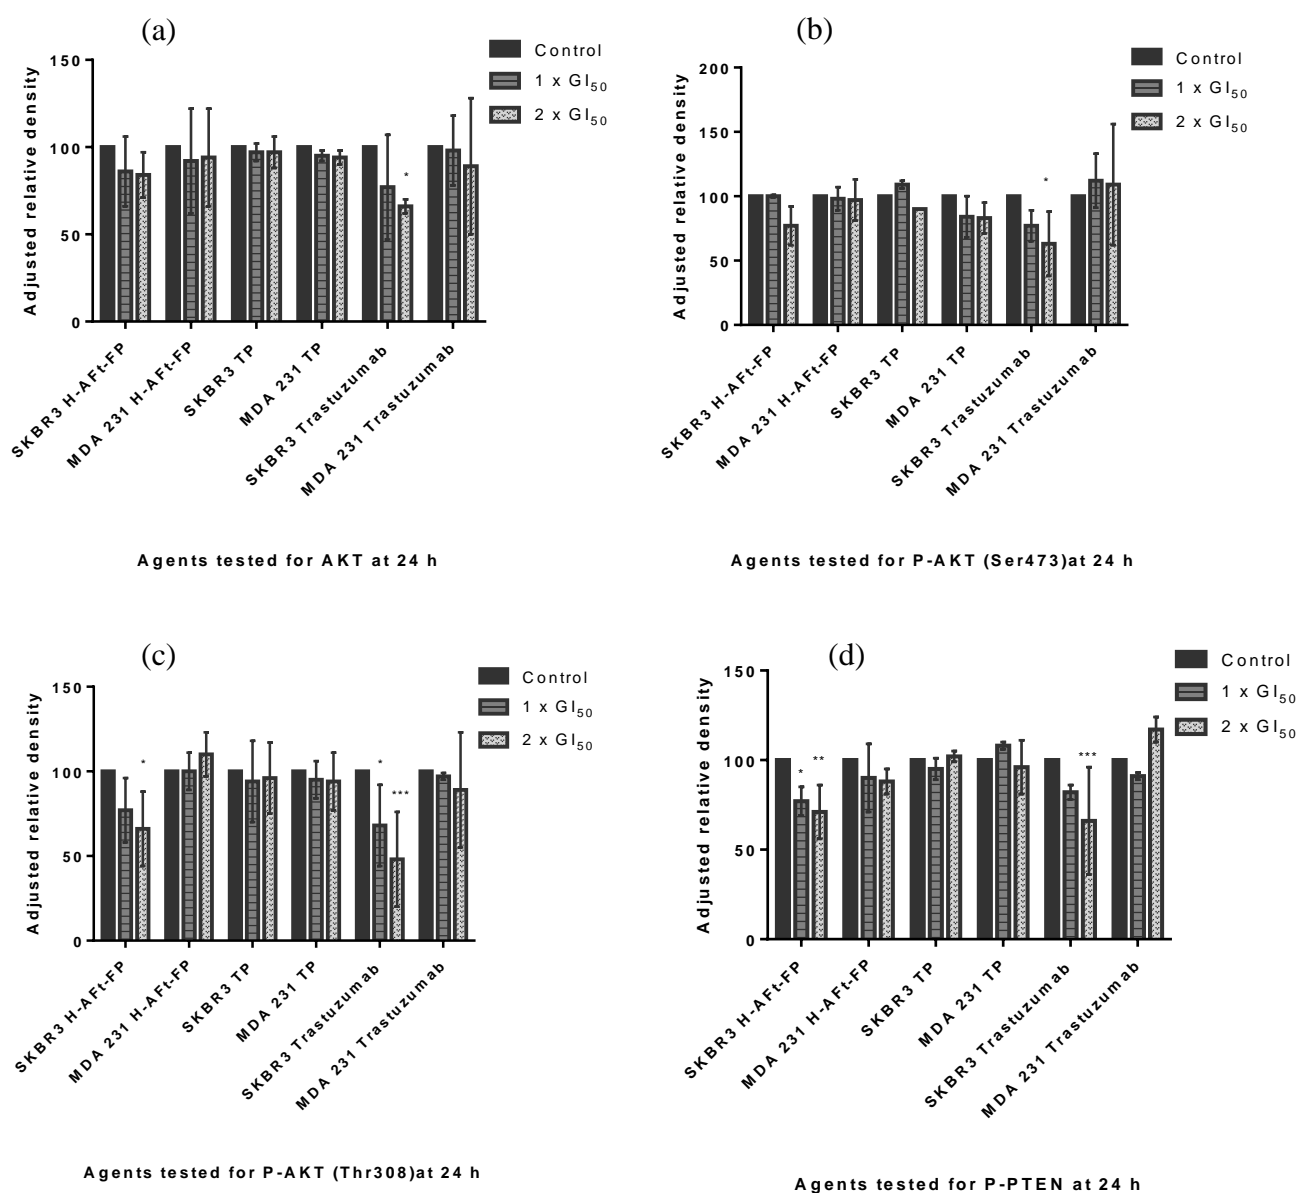 (a)
Control
1 x GI50
2 x GI50
Adjusted relative density
150
100
50
0
*
SKBR3 H-AFt-FP
MDA 231 H-AFt-FP
SKBR3 TP
MDA 231 TP
SKBR3 Trastuzumab
MDA 231 Trastuzumab
Agents tested for AKT at 24 h
(b)
Control
1 x GI50
2 x GI50
Adjusted relative density
200
150
100
50
0
*
SKBR3 H-AFt-FP
MDA 231 H-AFt-FP
SKBR3 TP
MDA 231 TP
SKBR3 Trastuzumab
MDA 231 Trastuzumab
Agents tested for P-AKT (Ser473)at 24 h
(c)
Control
1 x GI50
2 x GI50
Adjusted relative density
150
100
50
0
*
*
***
SKBR3 H-AFt-FP
MDA 231 H-AFt-FP
SKBR3 TP
MDA 231 TP
SKBR3 Trastuzumab
MDA 231 Trastuzumab
Agents tested for P-AKT (Thr308)at 24 h
(d)
Control
1 x GI50
2 x GI50
Adjusted relative density
150
100
50
0
*
**
***
SKBR3 H-AFt-FP
MDA 231 H-AFt-FP
SKBR3 TP
MDA 231 TP
SKBR3 Trastuzumab
MDA 231 Trastuzumab
Agents tested for P-PTEN at 24 h